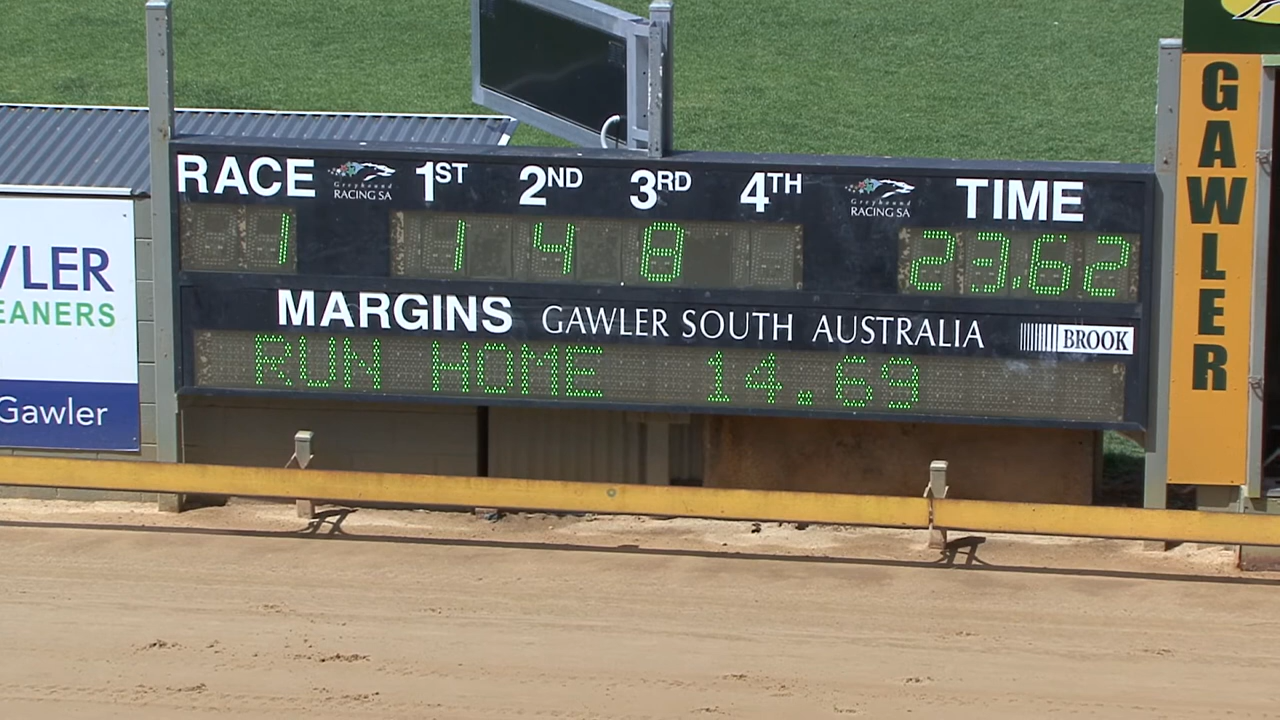 RACE Greyhound RACING SA 1ST 2ND 3RD 4TH Greyhound RACING SA TIME
1 1 4 8 23.62
MARGINS GAWLER SOUTH AUSTRALIA BROOK
RUN HOME 14.69
GAWLER
EANERS
Gawler